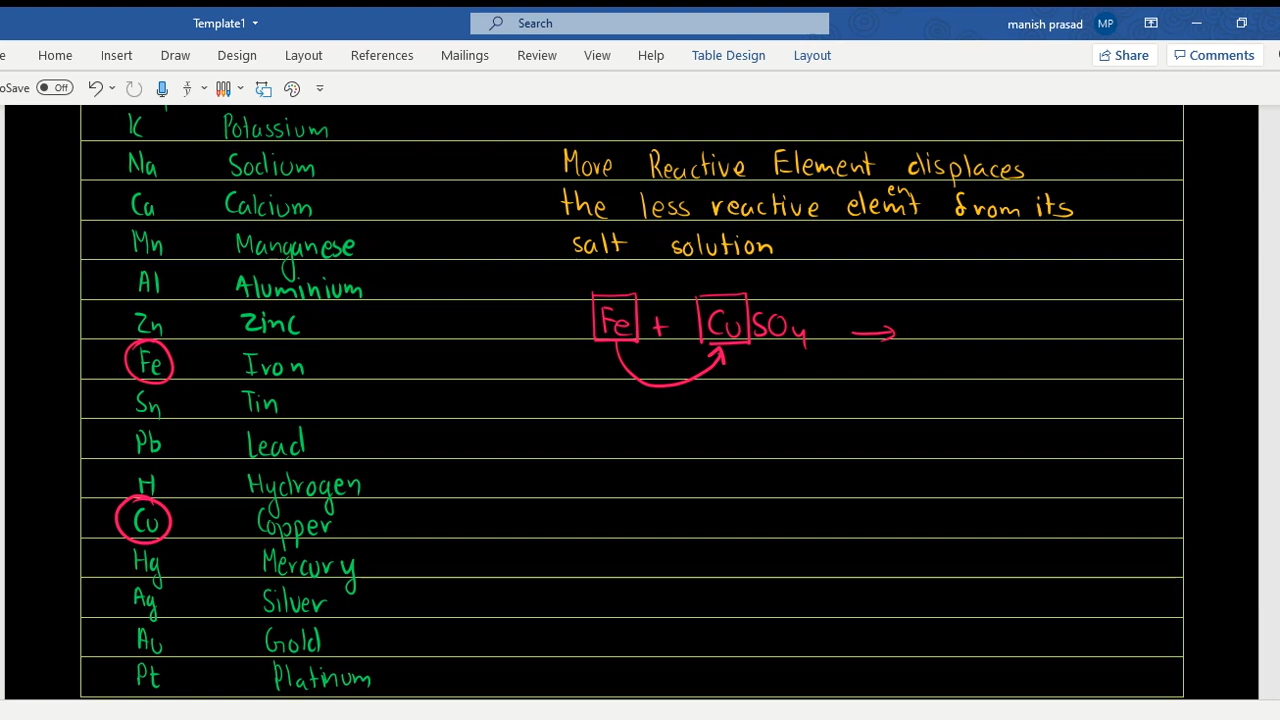 Template1
Search
manish prasad MP
Home Insert Draw Design Layout References Mailings Review View Help Table Design Layout Share Comments
Off
K Potassium
Na Sodium
Ca Calcium
Mn Manganese
Al Aluminium
Zn Zinc
Fe Iron
Sn Tin
Pb Lead
H Hydrogen
Cu Copper
Hg Mercury
Ag Silver
Au Gold
Pt Platinum
More Reactive Element displaces
the less reactive element from its
salt solution
Fe + CuSO4 →